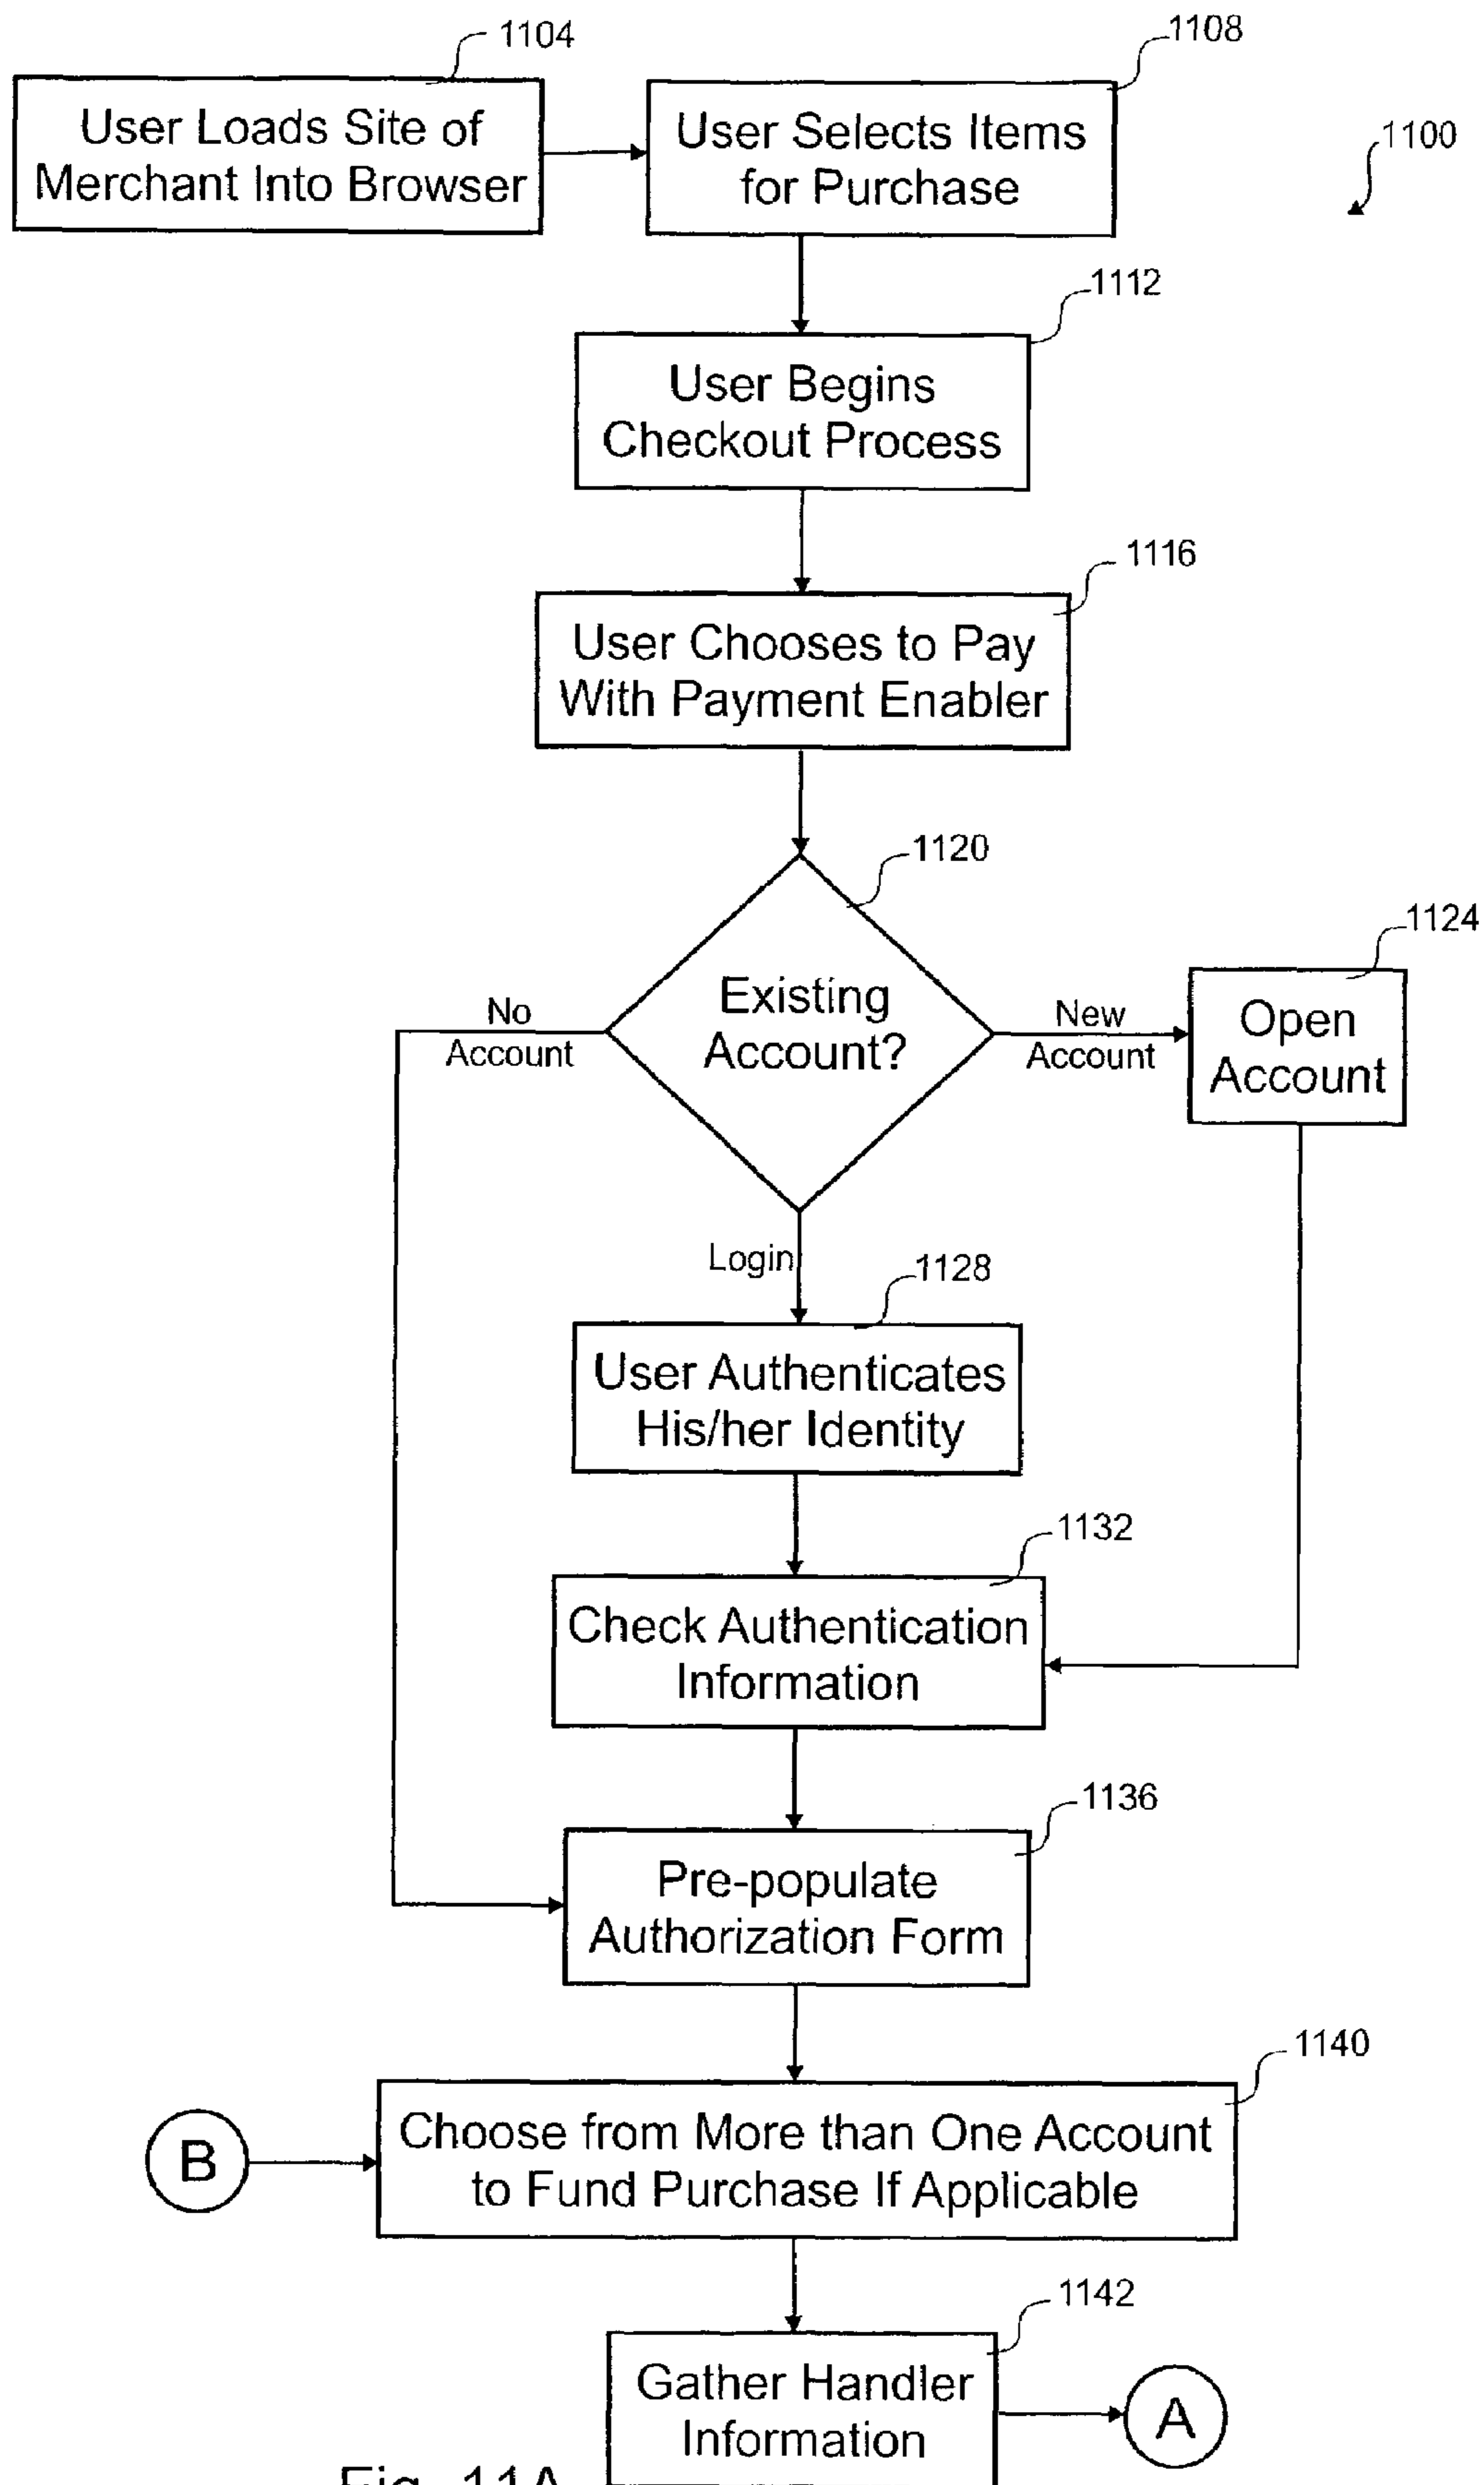 1104
User Loads Site of
Merchant Into Browser
1108
User Selects Items
for Purchase
1100
1112
User Begins
Checkout Process
1116
User Chooses to Pay
With Payment Enabler
1120
Existing
Account?
No
Account
New
Account
1124
Open
Account
Login
1128
User Authenticates
His/her Identity
1132
Check Authentication
Information
1136
Pre-populate
Authorization Form
1140
B
Choose from More than One Account
to Fund Purchase If Applicable
1142
Gather Handler
Information
A
Fig. 11A